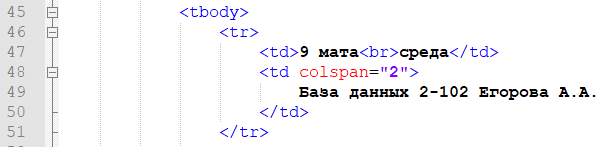 45 <tbody>
46 <tr>
47 <td>9 мата<br>среда</td>
48 <td colspan="2">
49 База данных 2-102 Егорова А.А.
50 </td>
51 </tr>